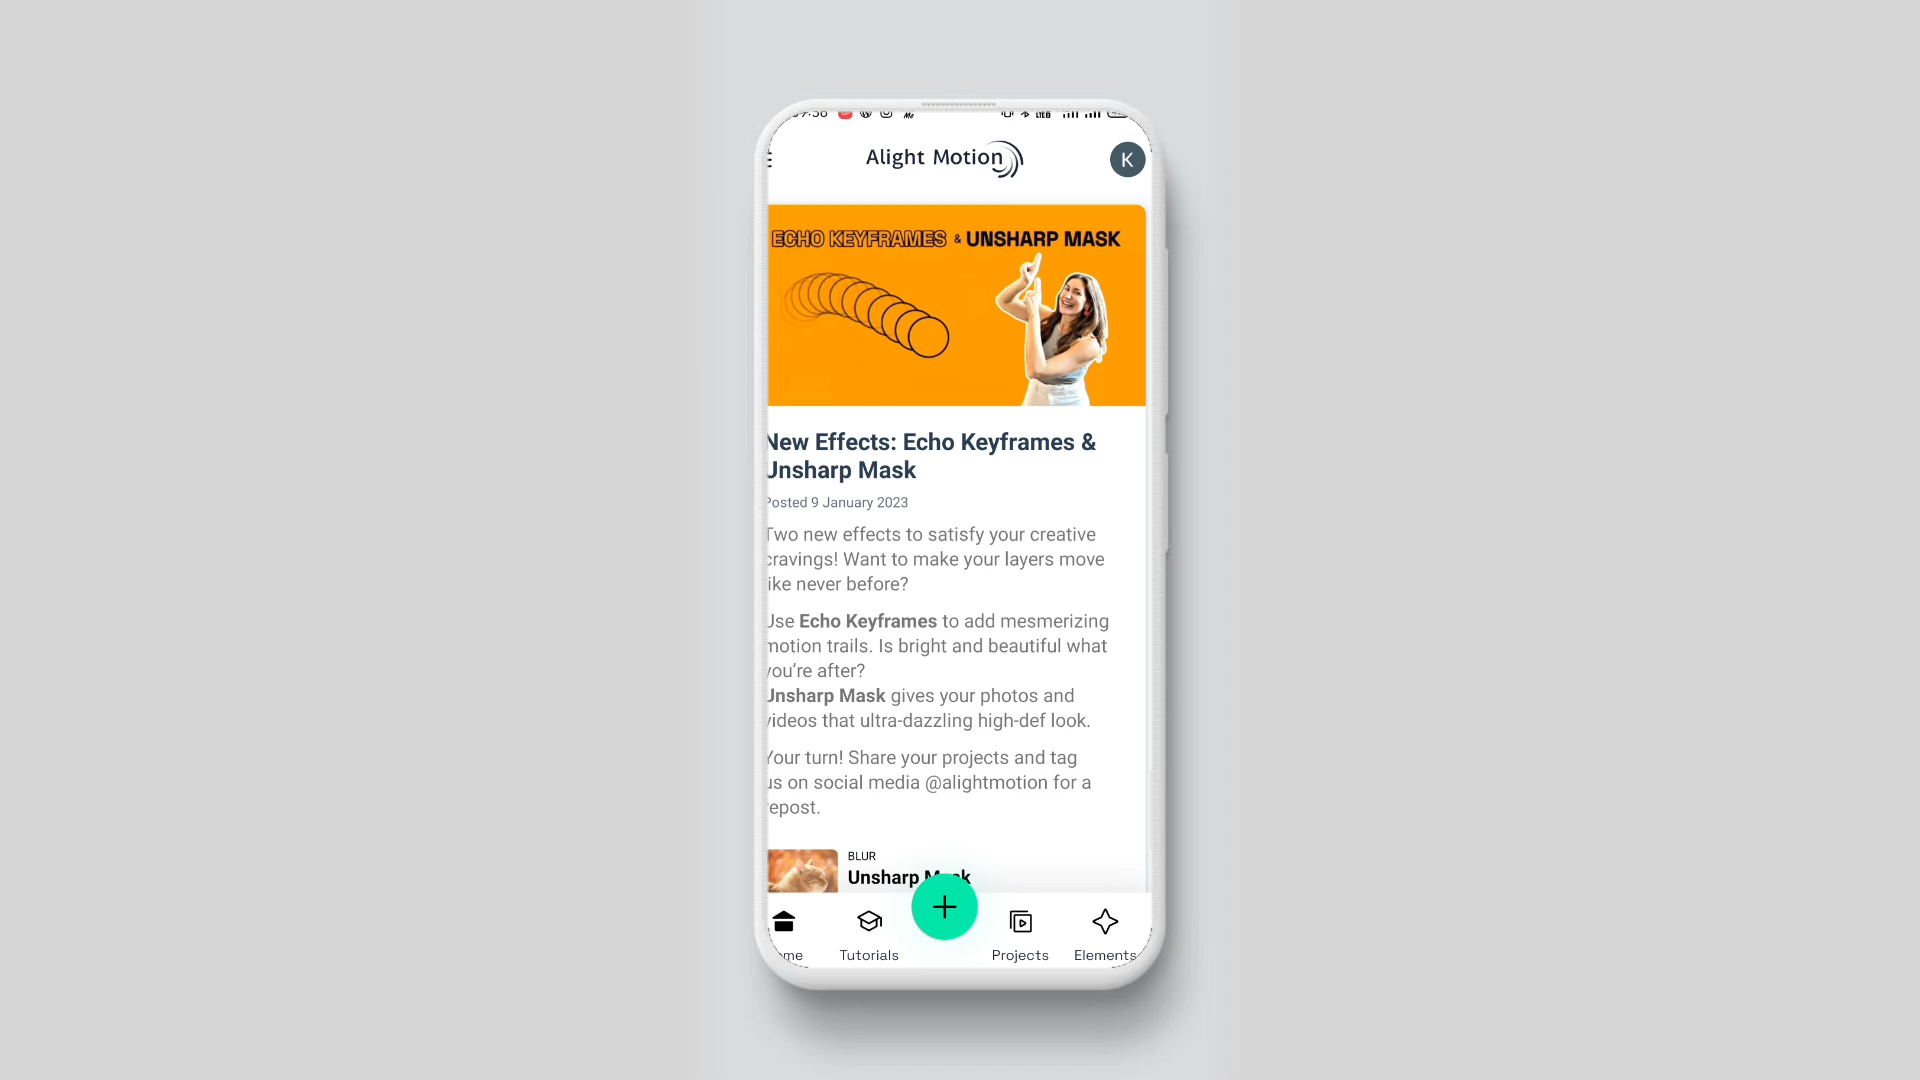 Alight Motion
K
ECHO KEYFRAMES & UNSHARP MASK
New Effects: Echo Keyframes &
Unsharp Mask
Posted 9 January 2023
Two new effects to satisfy your creative
cravings! Want to make your layers move
like never before?
Use Echo Keyframes to add mesmerizing
motion trails. Is bright and beautiful what
you’re after?
Unsharp Mask gives your photos and
videos that ultra-dazzling high-def look.
Your turn! Share your projects and tag
us on social media @alightmotion for a
repost.
BLUR
Unsharp Mask
Tutorials
Projects
Elements